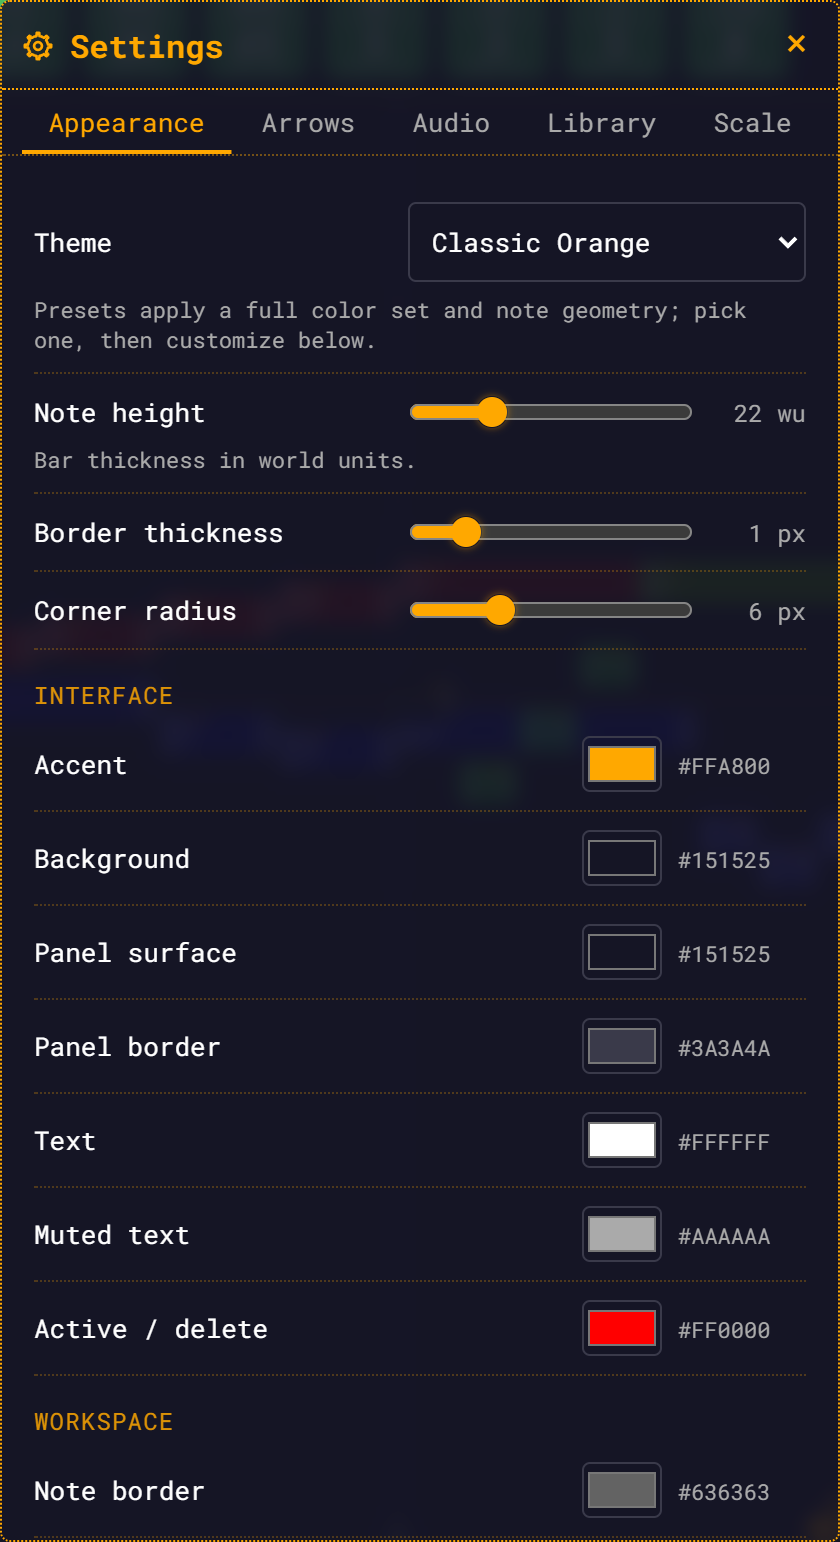 Settings ×
Appearance Arrows Audio Library Scale
Theme Classic Orange
Presets apply a full color set and note geometry; pick
one, then customize below.
Note height 22 wu
Bar thickness in world units.
Border thickness 1 px
Corner radius 6 px
INTERFACE
Accent #FFA800
Background #151525
Panel surface #151525
Panel border #3A3A4A
Text #FFFFFF
Muted text #AAAAAA
Active / delete #FF0000
WORKSPACE
Note border #636363